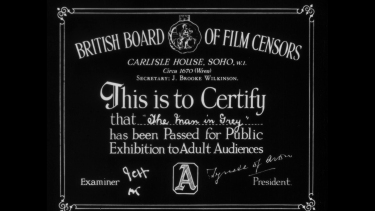 BRITISH BOARD OF FILM CENSORS
CARLISLE HOUSE, SOHO, W.1.
Circa 1670 (Wren)
SECRETARY: J. BROOKE WILKINSON.
This is to Certify
that "The Man in Grey"
has been Passed for Public
Exhibition to Adult Audiences
Examiner A President.